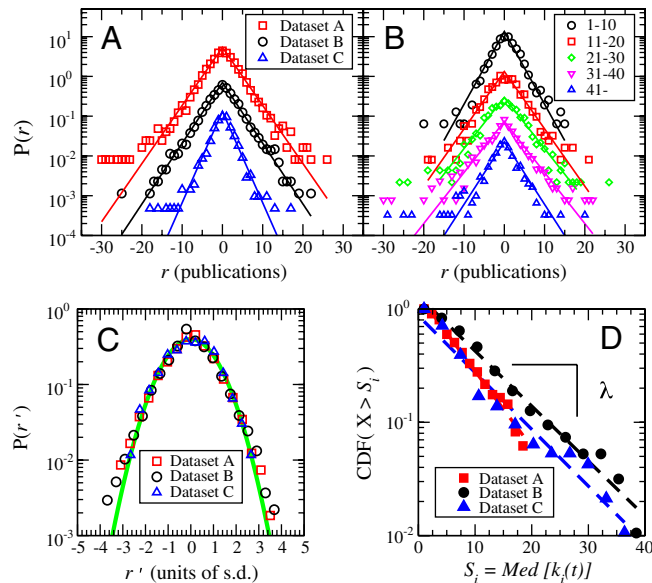 A
Dataset A
Dataset B
Dataset C
P(r)
10^1
10^0
10^-1
10^-2
10^-3
10^-4
-30 -20 -10 0 10 20 30
r (publications)
B
1-10
11-20
21-30
31-40
41-
-30 -20 -10 0 10 20 30
r (publications)
C
P(r')
10^0
10^-1
10^-2
10^-3
Dataset A
Dataset B
Dataset C
-5 -4 -3 -2 -1 0 1 2 3 4 5
r ' (units of s.d.)
D
λ
CDF( X > S_i )
10^0
10^-1
10^-2
Dataset A
Dataset B
Dataset C
0 10 20 30 40
S_i = Med [k_i(t)]